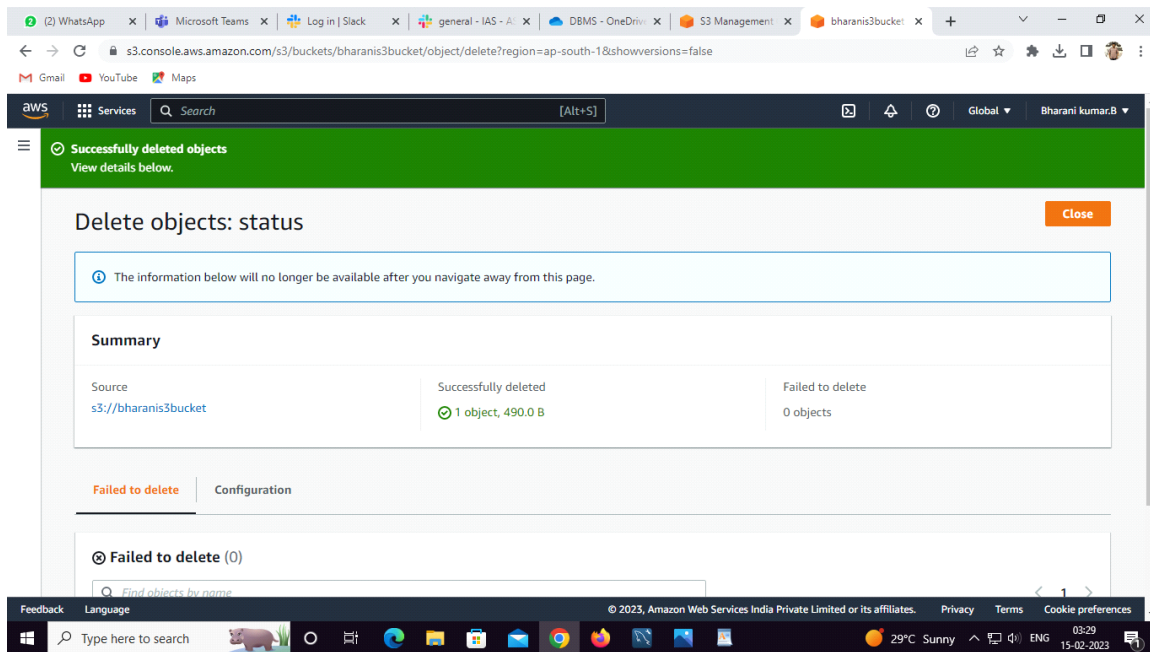 (2) WhatsApp
Microsoft Teams
Log in | Slack
general - IAS - A
DBMS - OneDrive
S3 Management
bharanis3bucket
s3.console.aws.amazon.com/s3/buckets/bharanis3bucket/object/delete?region=ap-south-1&showversions=false
Gmail
YouTube
Maps
aws
Services
Search
[Alt+S]
Global
Bharani kumar.B
Successfully deleted objects
View details below.
Delete objects: status
Close
The information below will no longer be available after you navigate away from this page.
Summary
Source
s3://bharanis3bucket
Successfully deleted
1 object, 490.0 B
Failed to delete
0 objects
Failed to delete
Configuration
Failed to delete (0)
Find objects by name
1
Feedback
Language
© 2023, Amazon Web Services India Private Limited or its affiliates.
Privacy
Terms
Cookie preferences
Type here to search
29°C Sunny
ENG
03:29
15-02-2023
1